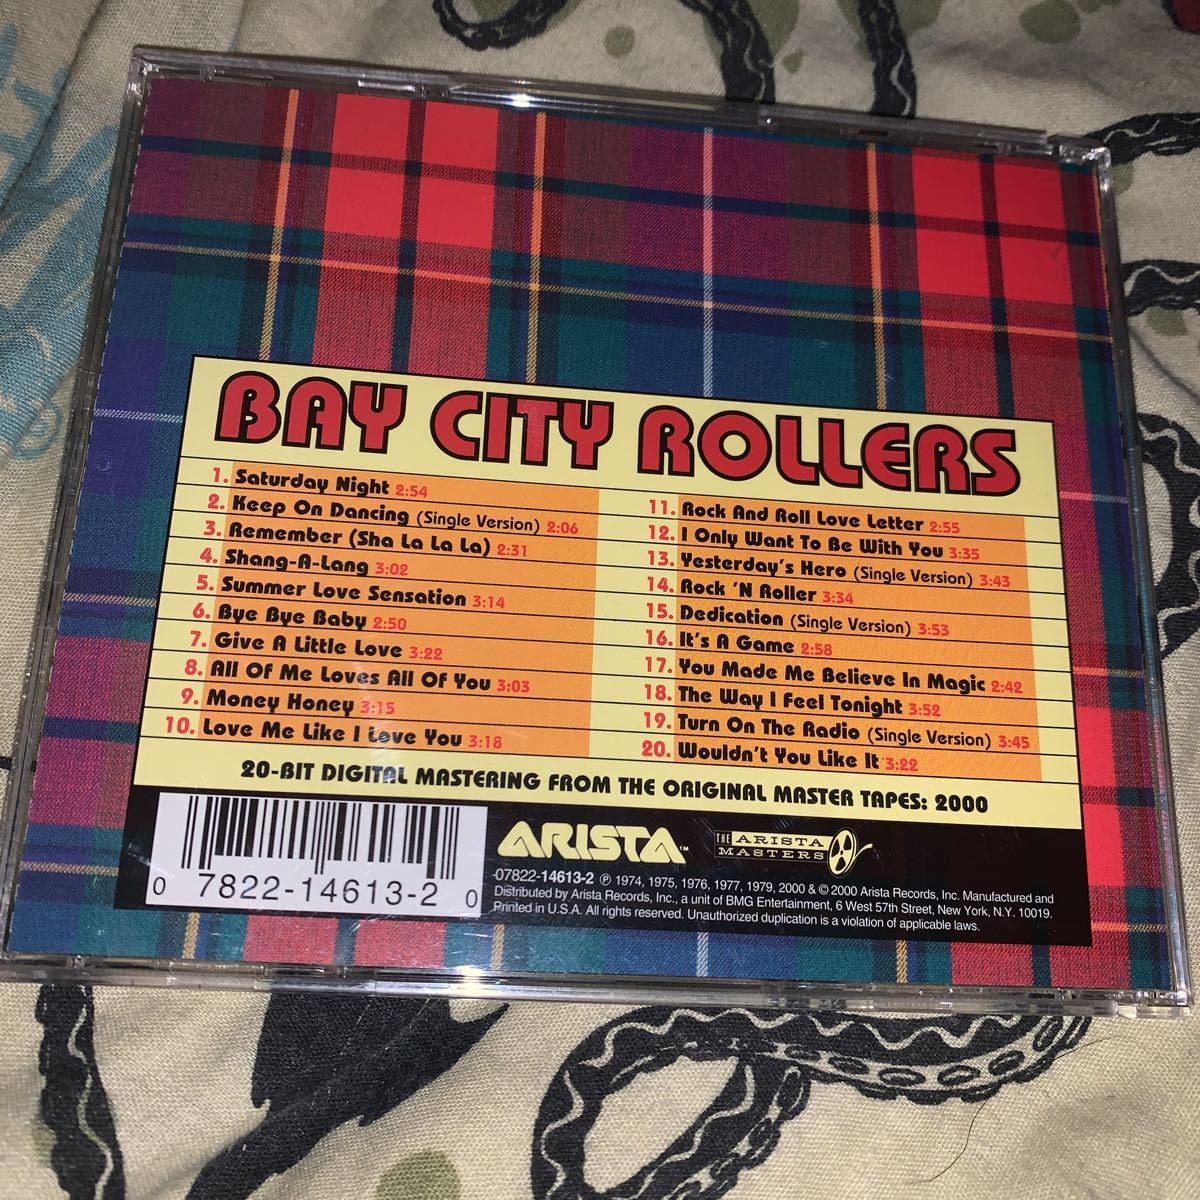 BAY CITY ROLLERS
1. Saturday Night 2:54
2. Keep On Dancing (Single Version) 2:06
3. Remember (Sha La La La) 2:31
4. Shang-A-Lang 3:02
5. Summer Love Sensation 3:14
6. Bye Bye Baby 2:50
7. Give A Little Love 3:22
8. All Of Me Loves All Of You 3:03
9. Money Honey 3:15
10. Love Me Like I Love You 3:18
11. Rock And Roll Love Letter 2:55
12. I Only Want To Be With You 3:35
13. Yesterday's Hero (Single Version) 3:43
14. Rock 'N Roller 3:34
15. Dedication (Single Version) 3:53
16. It's A Game 2:58
17. You Made Me Believe In Magic 2:42
18. The Way I Feel Tonight 3:52
19. Turn On The Radio (Single Version) 3:45
20. Wouldn't You Like It 3:22
20-BIT DIGITAL MASTERING FROM THE ORIGINAL MASTER TAPES: 2000
0 7822-14613-2 0
ARISTA™
THE ARISTA MASTERS
-07822-14613-2 ℗ 1974, 1975, 1976, 1977, 1979, 2000 & © 2000 Arista Records, Inc. Manufactured and
Distributed by Arista Records, Inc., a unit of BMG Entertainment, 6 West 57th Street, New York, N.Y. 10019.
Printed in U.S.A. All rights reserved. Unauthorized duplication is a violation of applicable laws.